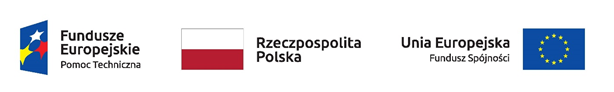 Fundusze
Europejskie
Pomoc Techniczna
Rzeczpospolita
Polska
Unia Europejska
Fundusz Spójności